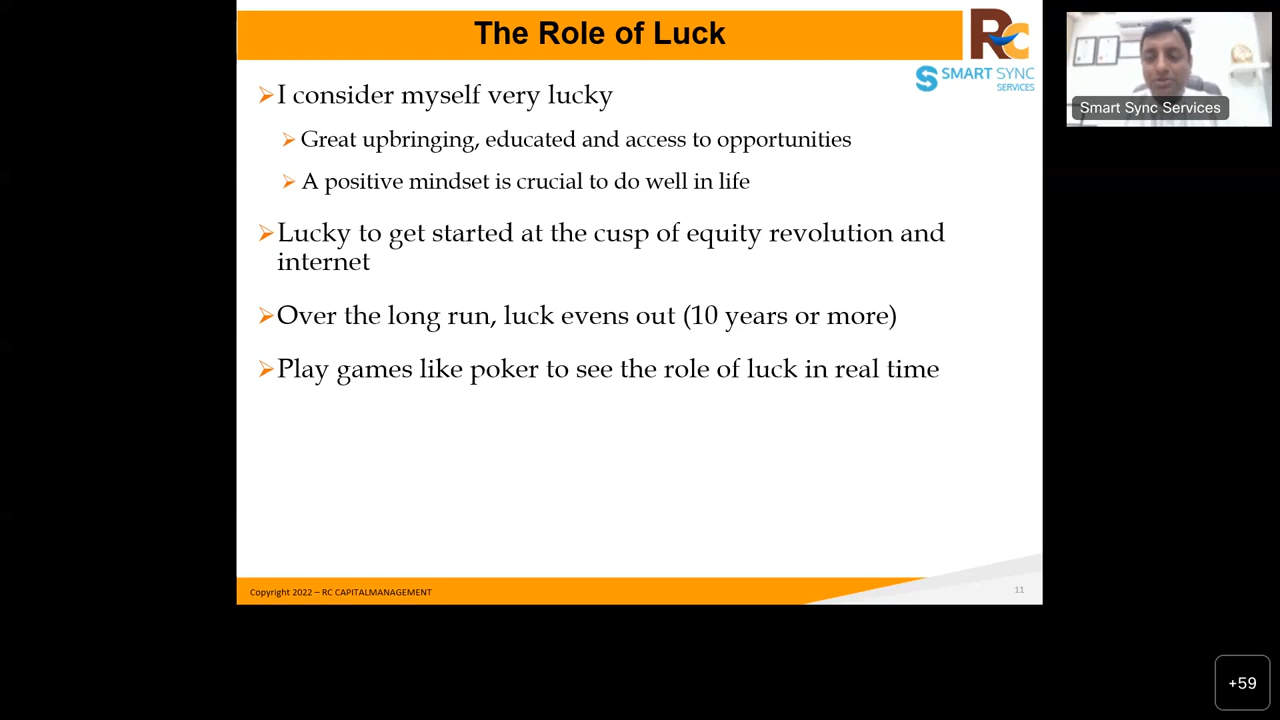 The Role of Luck
Rc
SMART SYNC
SERVICES
Smart Sync Services
➢I consider myself very lucky
➢ Great upbringing, educated and access to opportunities
➢ A positive mindset is crucial to do well in life
➢Lucky to get started at the cusp of equity revolution and
internet
➢Over the long run, luck evens out (10 years or more)
➢Play games like poker to see the role of luck in real time
Copyright 2022 – RC CAPITALMANAGEMENT
11
+59